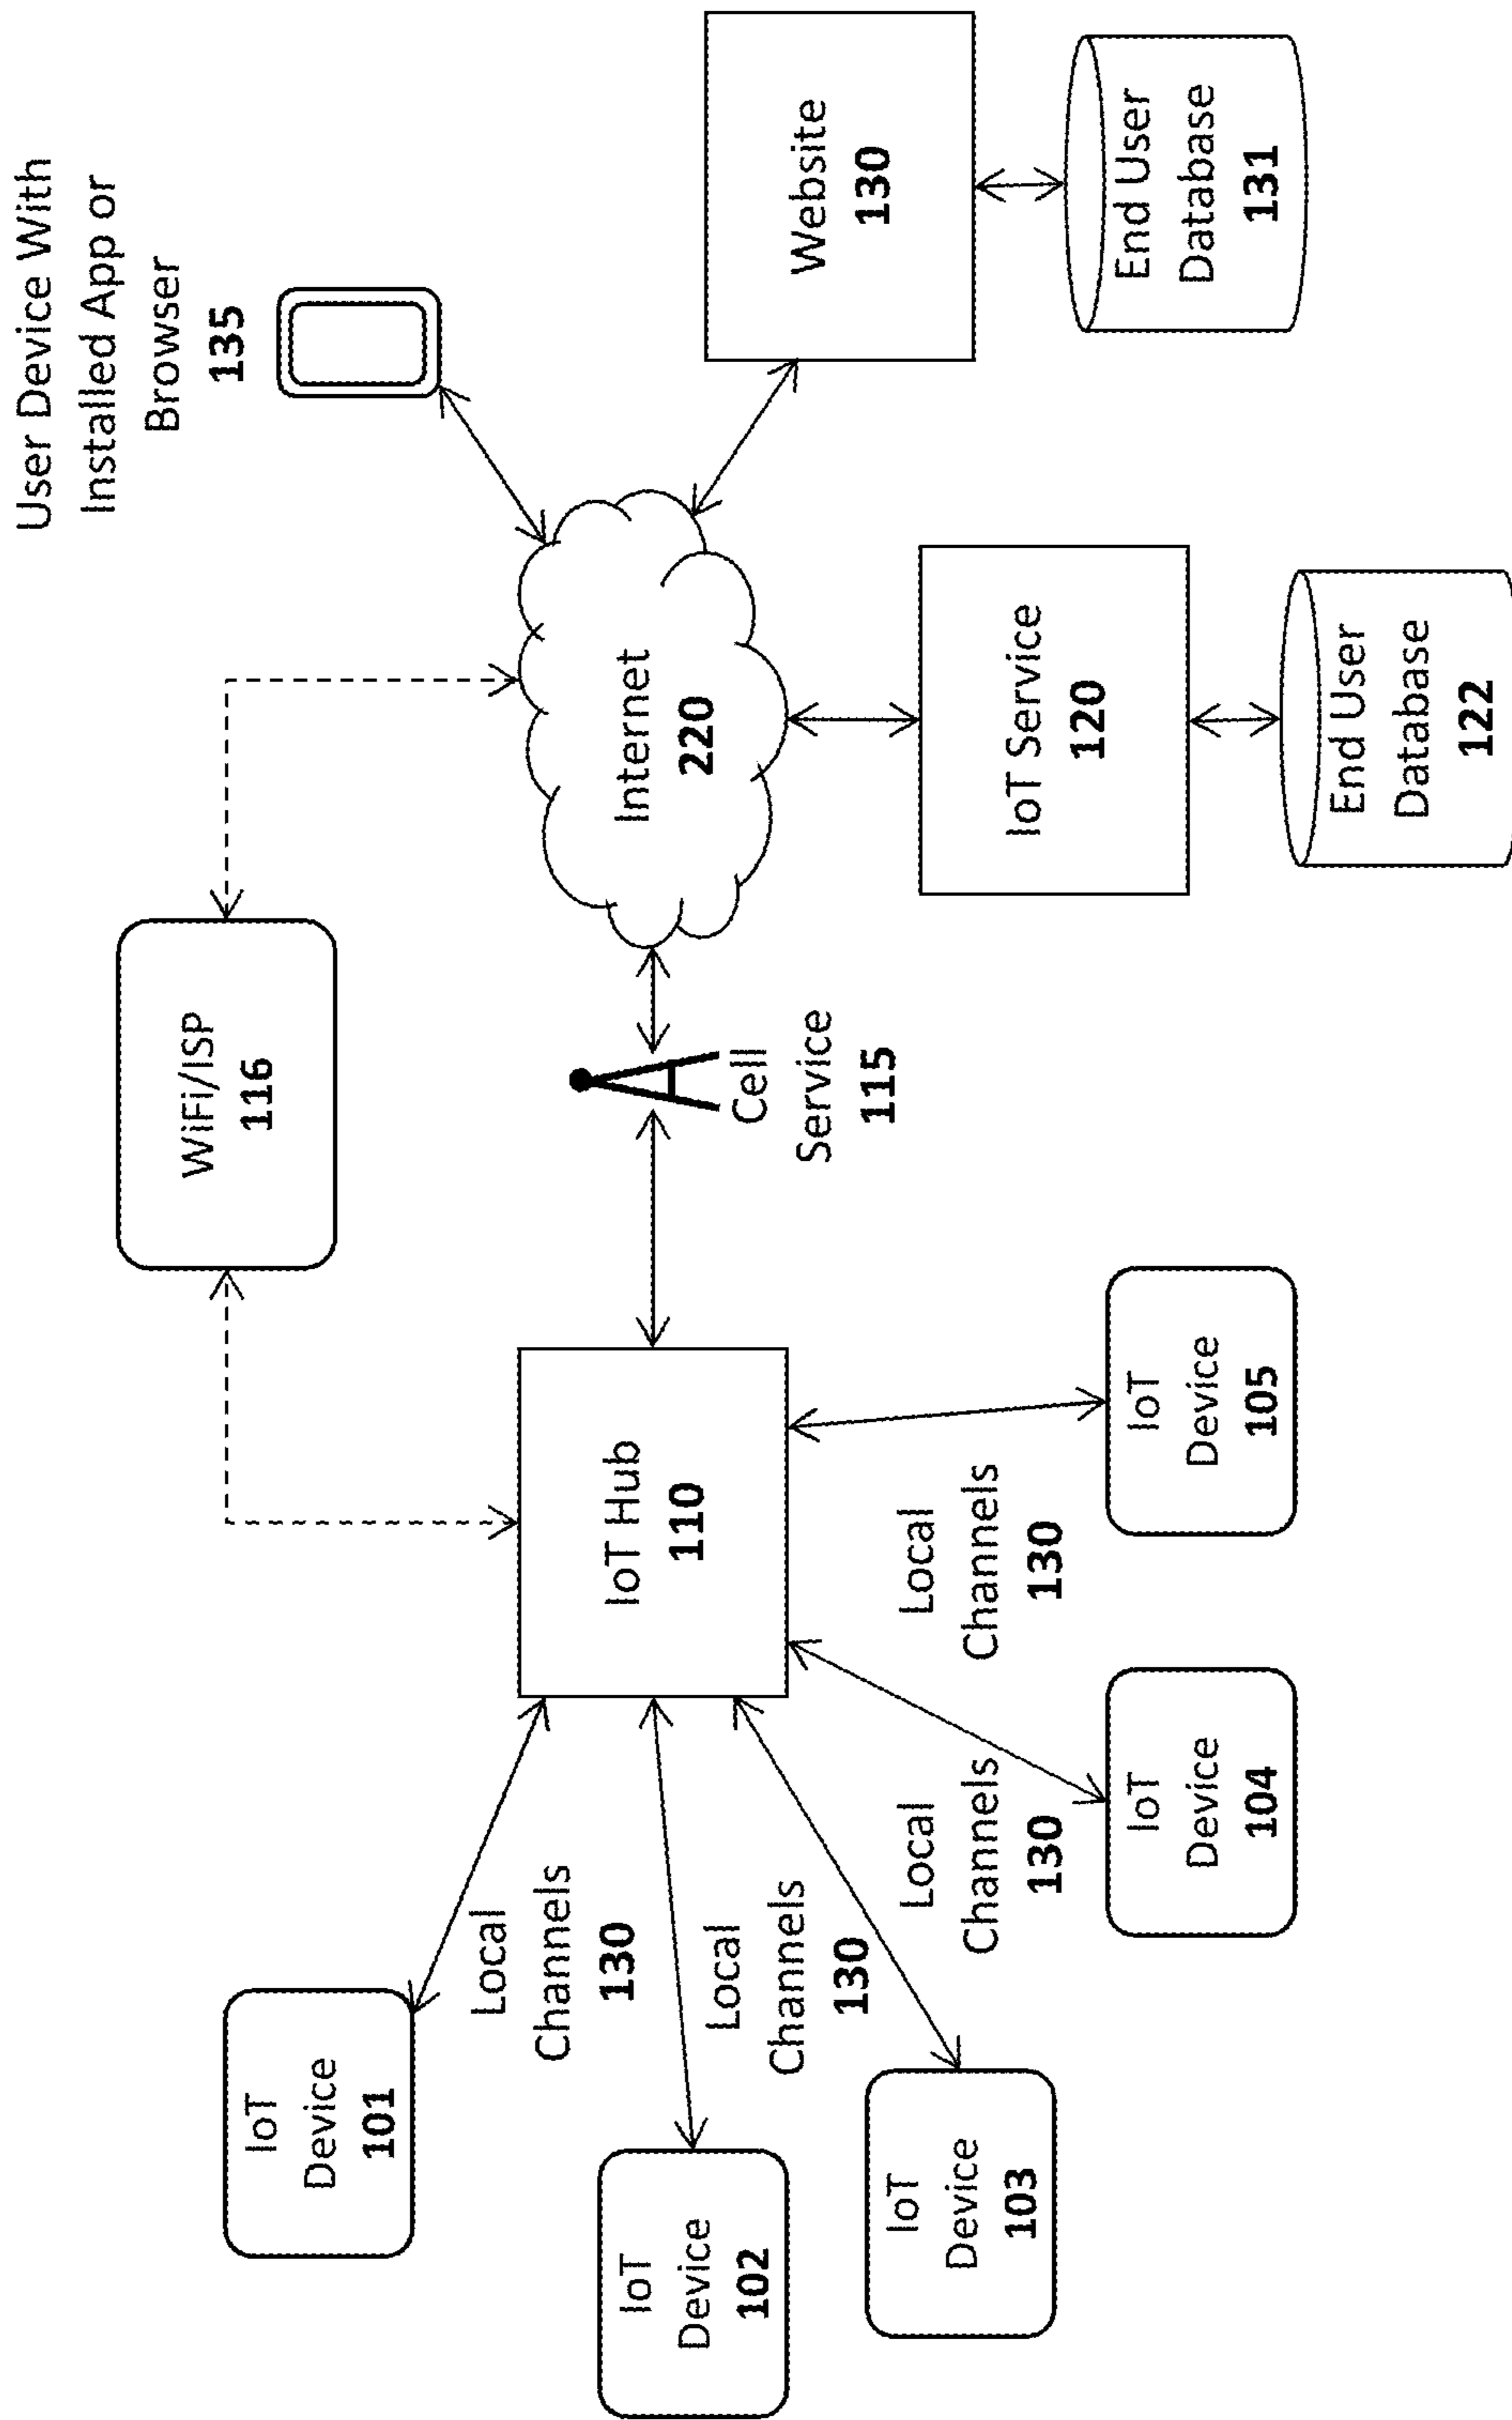 User Device With
Installed App or
Browser
135
WiFi/ISP
116
IoT
Device
101
Local
Channels
130
IoT
Device
102
Local
Channels
130
IoT
Device
103
IoT Hub
110
Cell
Service
115
Internet
220
Website
130
End User
Database
131
Local
Channels
130
IoT
Device
104
Local
Channels
130
IoT
Device
105
IoT Service
120
End User
Database
122